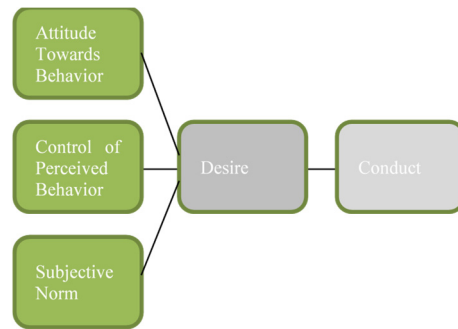 Attitude
Towards
Behavior
Control of
Perceived
Behavior
Subjective
Norm
Desire
Conduct